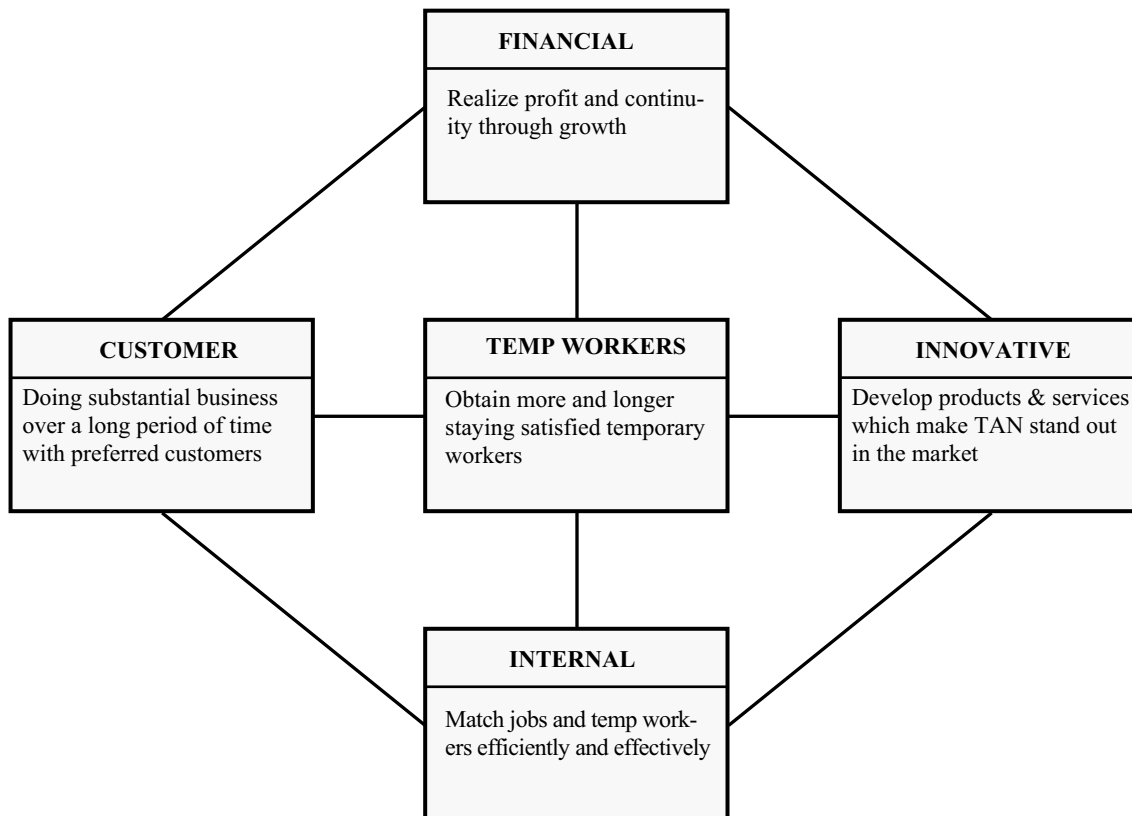 FINANCIAL
Realize profit and continu-
ity through growth
CUSTOMER
Doing substantial business
over a long period of time
with preferred customers
TEMP WORKERS
Obtain more and longer
staying satisfied temporary
workers
INNOVATIVE
Develop products & services
which make TAN stand out
in the market
INTERNAL
Match jobs and temp work-
ers efficiently and effectively